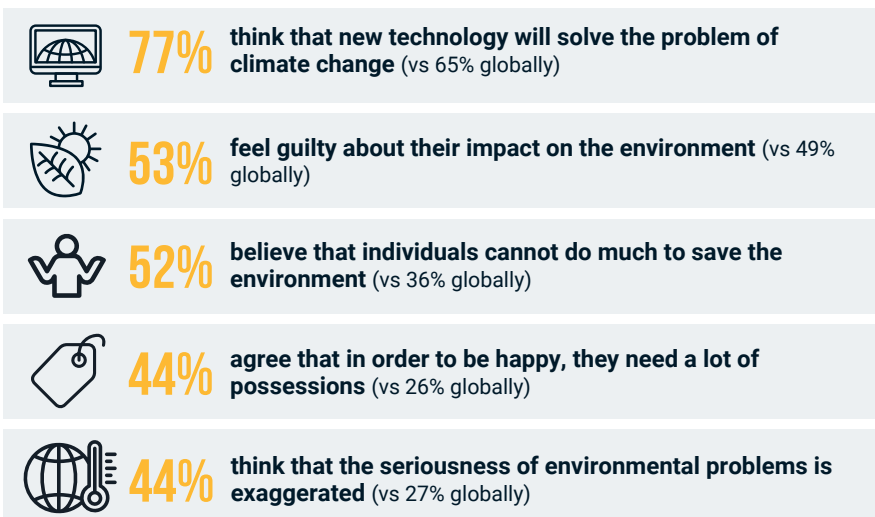 77% think that new technology will solve the problem of
climate change (vs 65% globally)
53% feel guilty about their impact on the environment (vs 49%
globally)
52% believe that individuals cannot do much to save the
environment (vs 36% globally)
44% agree that in order to be happy, they need a lot of
possessions (vs 26% globally)
44% think that the seriousness of environmental problems is
exaggerated (vs 27% globally)